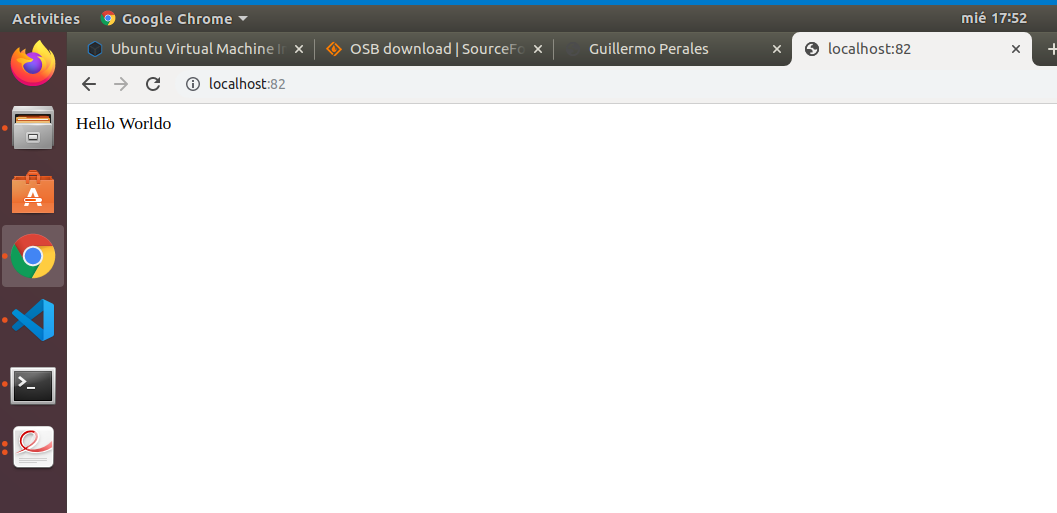 Activities Google Chrome mié 17:52
Ubuntu Virtual Machine OSB download | SourceFo Guillermo Perales localhost:82
localhost:82
Hello Worldo